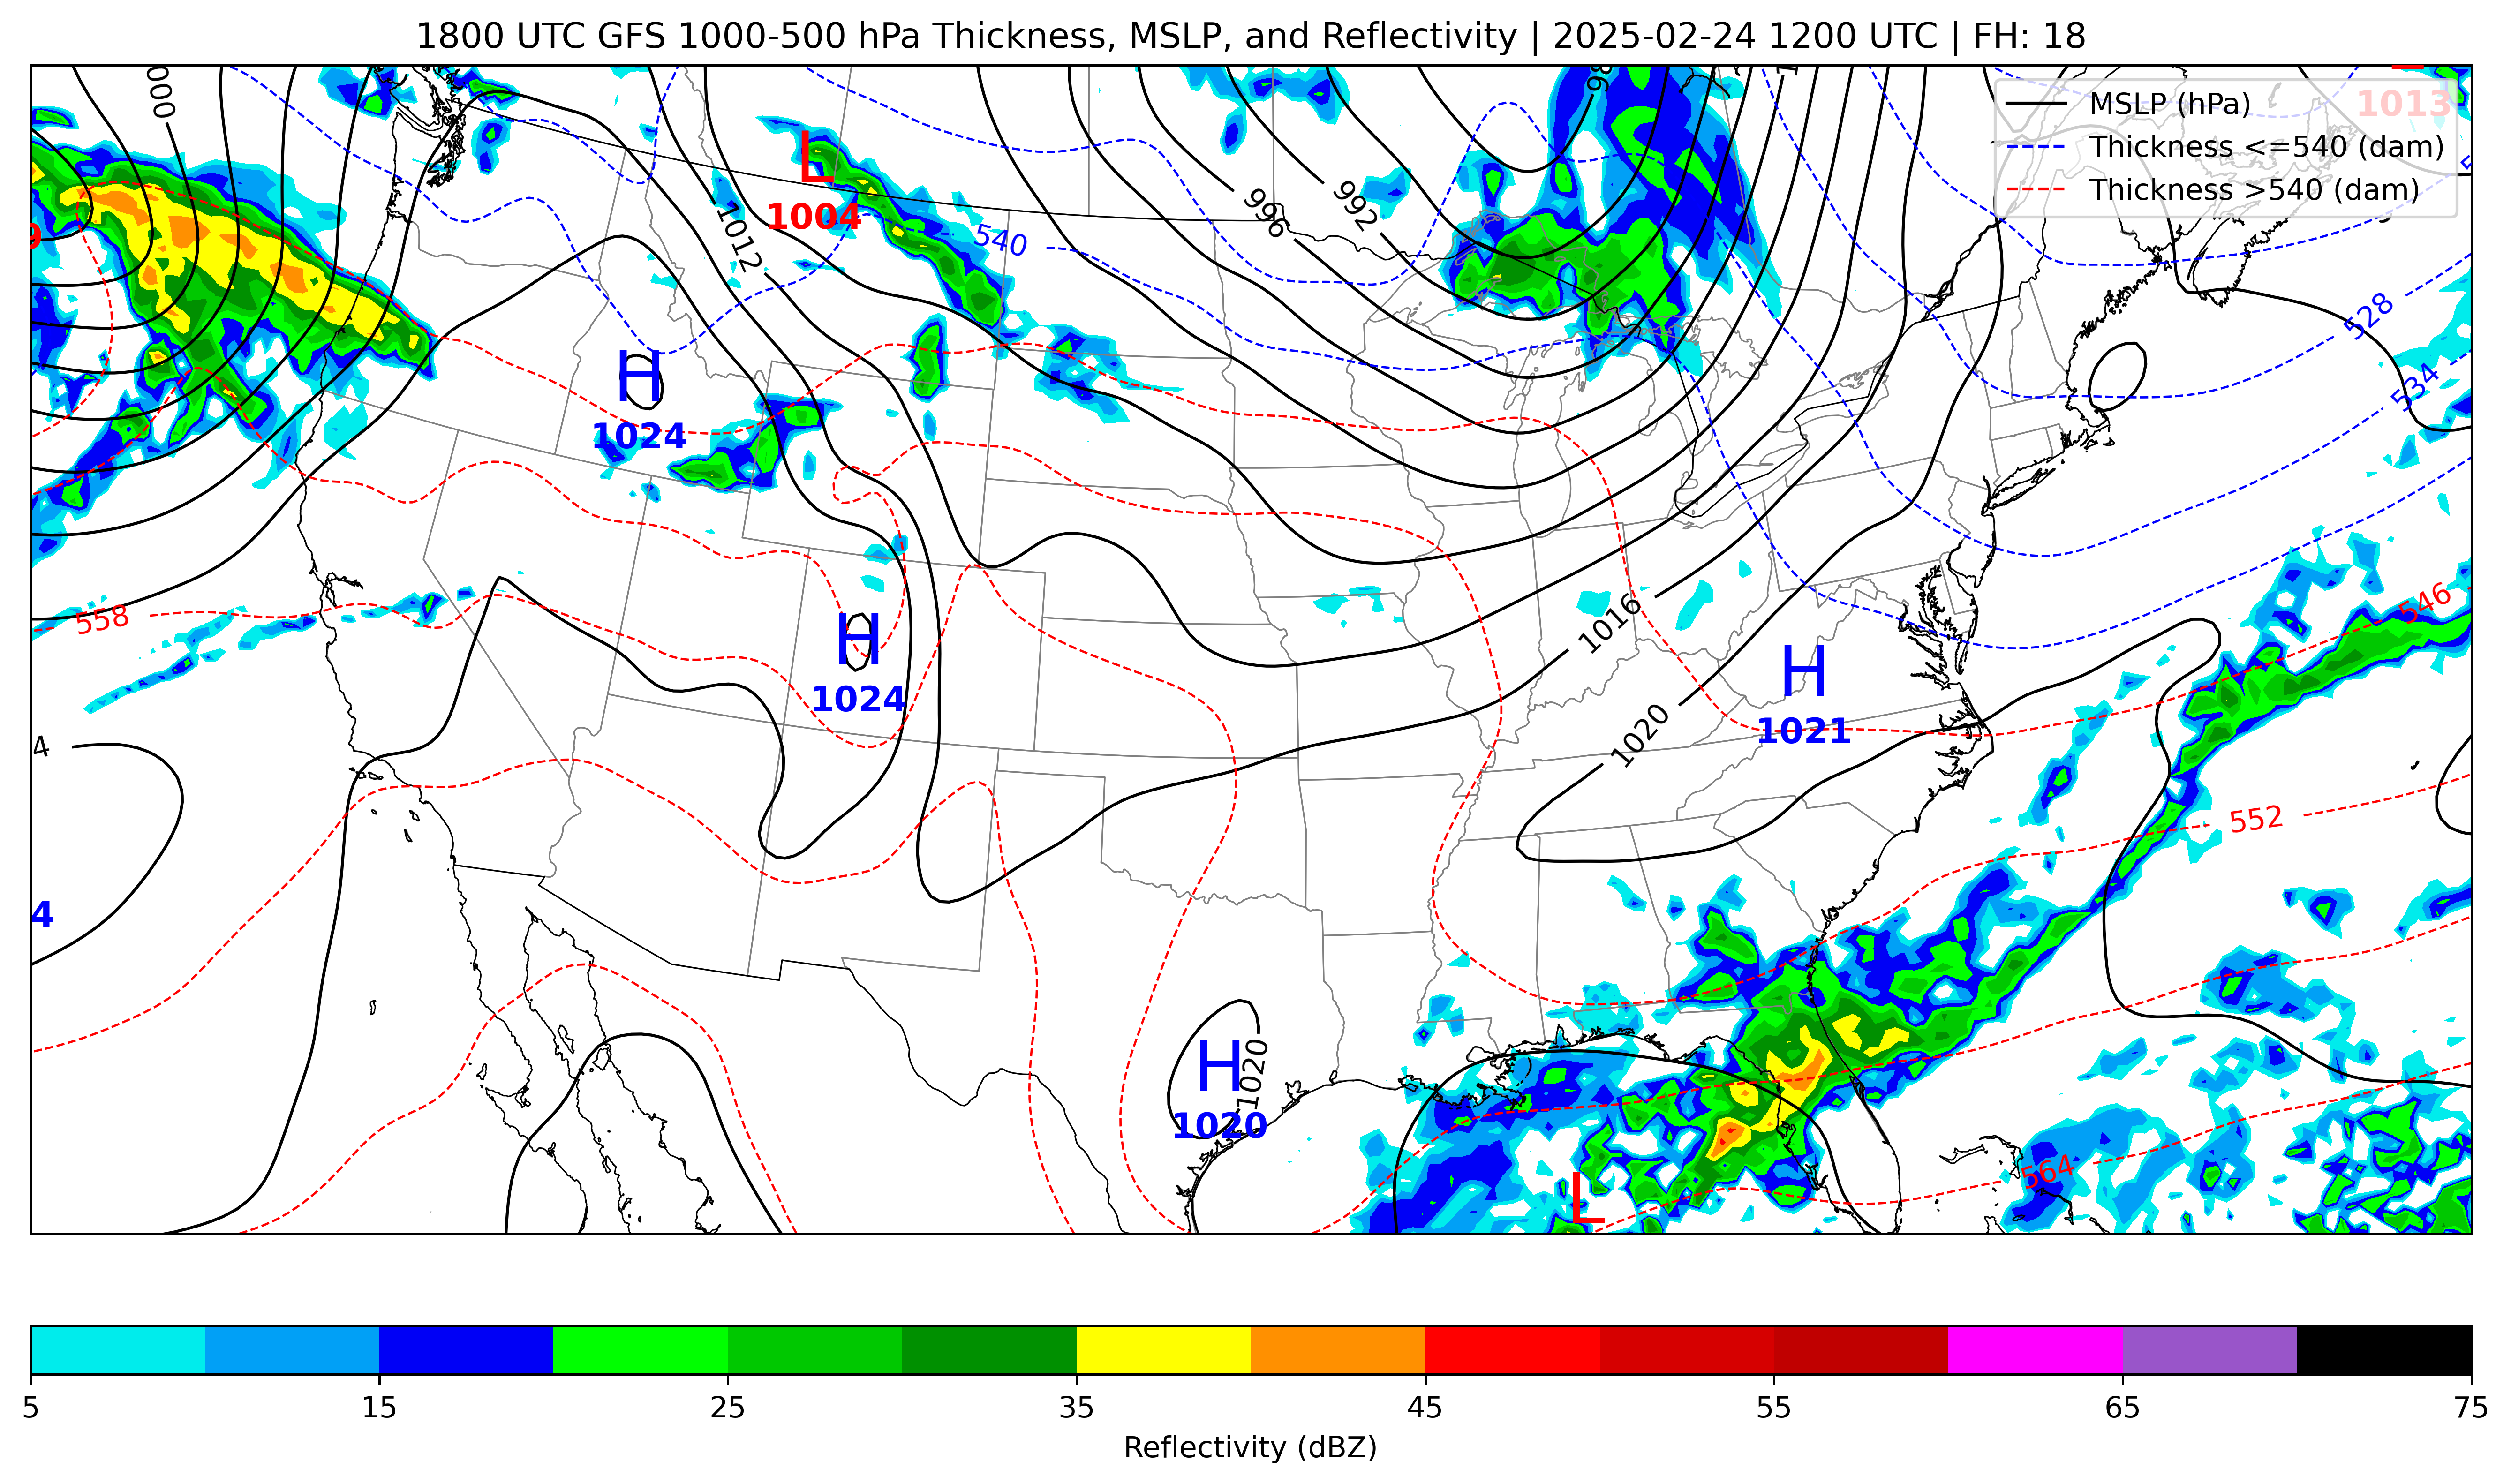 1800 UTC GFS 1000-500 hPa Thickness, MSLP, and Reflectivity | 2025-02-24 1200 UTC | FH: 18
MSLP (hPa)
Thickness <=540 (dam)
Thickness >540 (dam)
1013
L
1004
1012
540
996
992
528
534
H
1024
558
H
1024
1016
1020
H
1021
546
552
4
4
H
1020
1020
L
564
5 15 25 35 45 55 65 75
Reflectivity (dBZ)